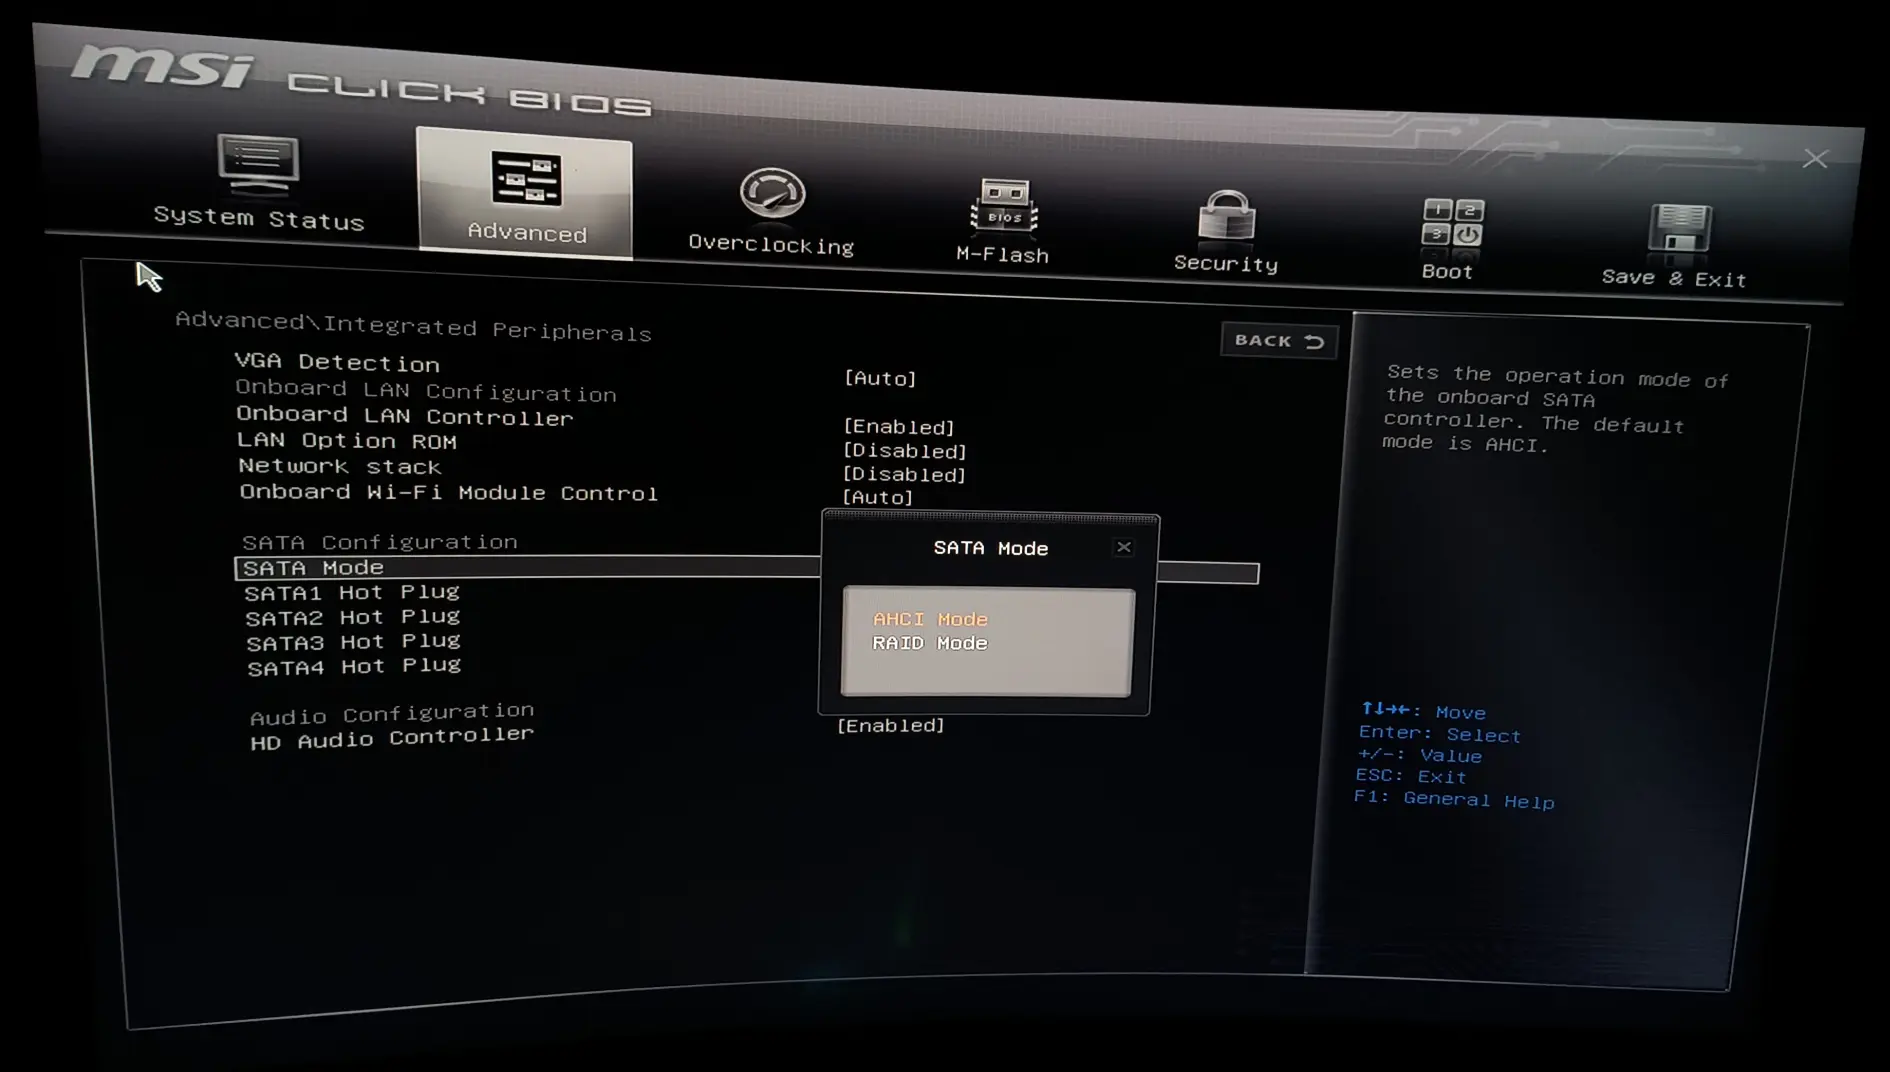 msi CLICK BIOS
System Status
Advanced
Overclocking
BIOS
M-Flash
Security
1 2
3
Boot
Save & Exit
Advanced\Integrated Peripherals
BACK
VGA Detection [Auto]
Onboard LAN Configuration
Onboard LAN Controller [Enabled]
LAN Option ROM [Disabled]
Network stack [Disabled]
Onboard Wi-Fi Module Control [Auto]
SATA Configuration
SATA Mode
SATA1 Hot Plug
SATA2 Hot Plug
SATA3 Hot Plug
SATA4 Hot Plug
Audio Configuration
HD Audio Controller [Enabled]
SATA Mode
AHCI Mode
RAID Mode
Sets the operation mode of
the onboard SATA
controller. The default
mode is AHCI.
↑↓→←: Move
Enter: Select
+/-: Value
ESC: Exit
F1: General Help